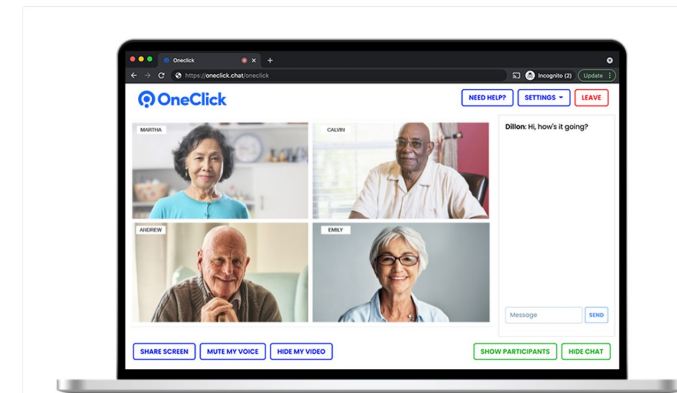 Oneclick
https://oneclick.chat/oneclick
Incognito (2)
Update
OneClick
NEED HELP?
SETTINGS
LEAVE
MARTHA
CALVIN
Dillon: Hi, how's it going?
ANDREW
EMILY
Message
SEND
SHARE SCREEN
MUTE MY VOICE
HIDE MY VIDEO
SHOW PARTICIPANTS
HIDE CHAT